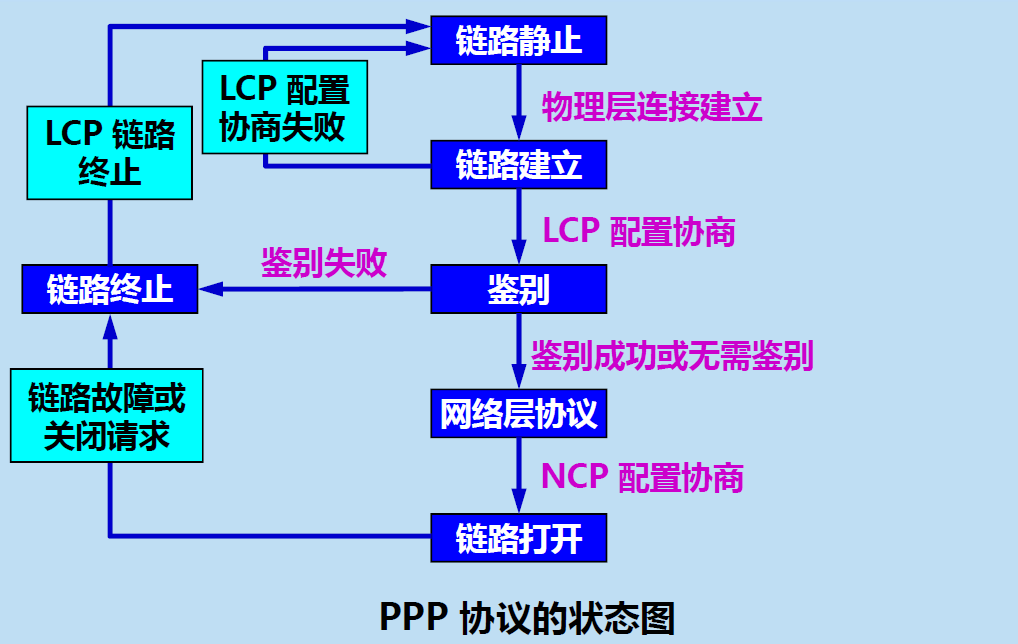 链路静止
LCP 配置
协商失败
物理层连接建立
LCP 链路
终止
链路建立
LCP 配置协商
鉴别失败
链路终止
鉴别
鉴别成功或无需鉴别
链路故障或
关闭请求
网络层协议
NCP 配置协商
链路打开
PPP 协议的状态图